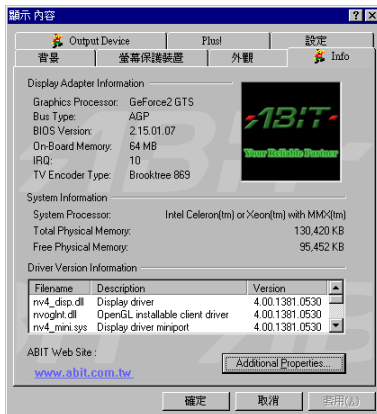 顯示 內容
Output Device Plus! 設定
背景 螢幕保護裝置 外觀 Info
Display Adapter Information
Graphics Processor: GeForce2 GTS
Bus Type: AGP
BIOS Version: 2.15.01.07
On-Board Memory: 64 MB
IRQ: 10
TV Encoder Type: Brooktree 869
ABIT
Your Reliable Partner
System Information
System Processor: Intel Celeron(tm) or Xeon(tm) with MMX(tm)
Total Physical Memory: 130,420 KB
Free Physical Memory: 95,452 KB
Driver Version Information
Filename Description Version
nv4_disp.dll Display driver 4.00.1381.0530
nvoglnt.dll OpenGL installable client driver 4.00.1381.0530
nv4_mini.sys Display driver miniport 4.00.1381.0530
ABIT Web Site :
www.abit.com.tw
Additional Properties...
確定 取消 套用(A)